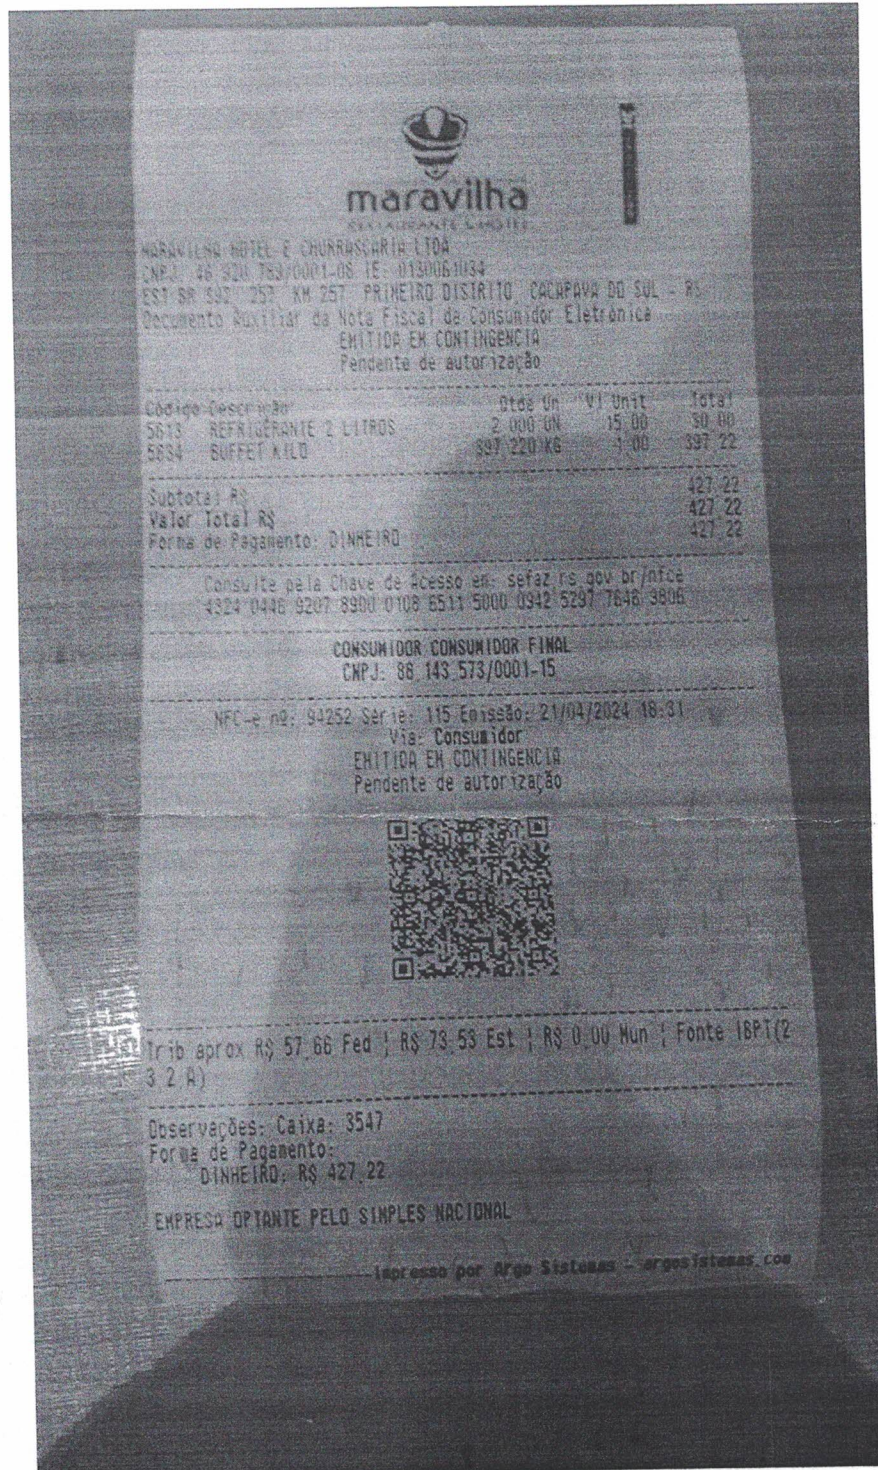 maravilha
RESTAURANTE & HOTEL
MARAVILHA HOTEL E CHURRASCARIA LTDA
CNPJ: 46 920 789/0001-08 IE: 0130061034
EST BR 592 257 KM 257 PRIMEIRO DISTRITO CACAPAVA DO SUL - RS
Documento Auxiliar da Nota Fiscal de Consumidor Eletrônica
EMITIDA EM CONTINGENCIA
Pendente de autorização
Código Descrição Qtde Un Vl Unit Total
5613 REFRIGERANTE 2 LITROS 2 000 UN 15 00 30 00
5634 BUFFET KILO 397 220 KG 1 00 397 22
Subtotal R$ 427 22
Valor Total R$ 427 22
Forma de Pagamento: DINHEIRO 427 22
Consulte pela Chave de Acesso em: sefaz rs gov br/nfce
4324 0446 9207 8900 0108 6511 5000 0942 5297 7646 3806
CONSUMIDOR CONSUMIDOR FINAL
CNPJ: 88 143 573/0001-15
NFC-e nº: 94252 Série: 115 Emissão: 21/04/2024 18:31
Via: Consumidor
EMITIDA EM CONTINGENCIA
Pendente de autorização
Trib aprox R$ 57,66 Fed ¦ R$ 73,53 Est ¦ R$ 0,00 Mun ¦ Fonte IBPT(2
3 2 A)
Observações: Caixa: 3547
Forma de Pagamento:
DINHEIRO: R$ 427,22
EMPRESA OPTANTE PELO SIMPLES NACIONAL
Impresso por Argo Sistemas - argosistemas.com